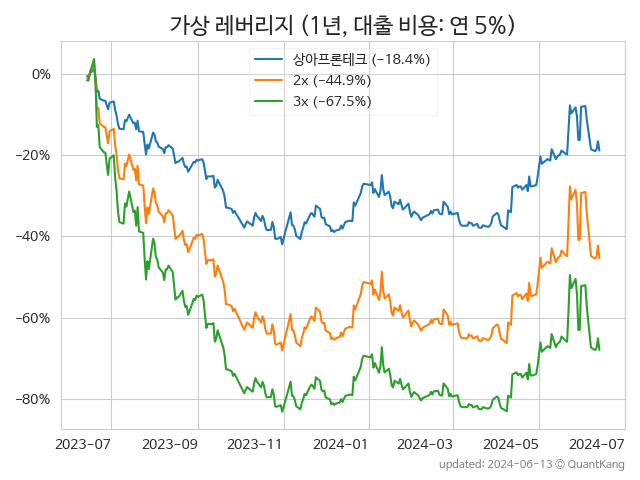 가상 레버리지 (1년, 대출 비용: 연 5%)
상아프론테크 (−18.4%)
2x (−44.9%)
3x (−67.5%)
0%
−20%
−40%
−60%
−80%
2023-07 2023-09 2023-11 2024-01 2024-03 2024-05 2024-07
updated: 2024-06-13 © QuantKang